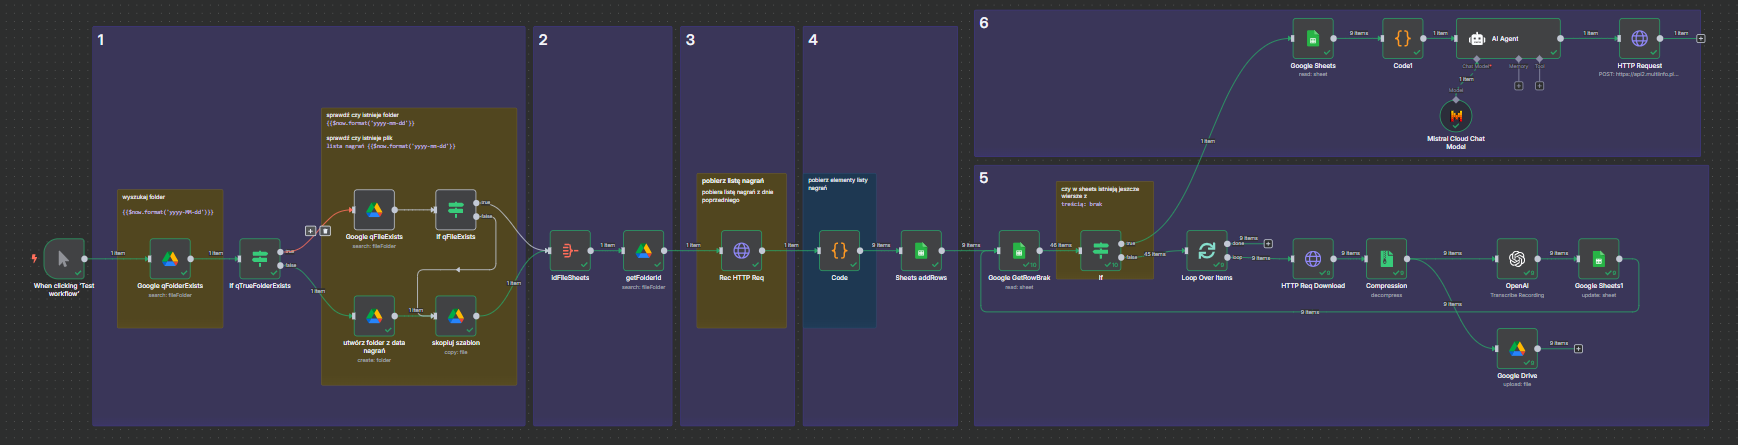 1
wyszukaj folder
{{$now.format('yyyy-MM-dd')}}
When clicking 'Test
workflow'
1 item
Google qFolderExists
search: fileFolder
1 item
If qTrueFolderExists
true
false
1 item
sprawdź czy istnieje folder
{{$now.format('yyyy-mm-dd')}}
sprawdź czy istnieje plik
lista nagrań {{$now.format('yyyy-mm-dd')}}
Google qFileExists
search: fileFolder
If qFileExists
true
false
utwórz folder z data
nagrań
create: folder
1 item
skopiuj szablon
copy: file
1 item
2
idFileSheets
1 item
getFolderId
search: fileFolder
1 item
3
pobierz listę nagrań
pobiera listę nagrań z dnia
poprzedniego
Rec HTTP Req
1 item
4
pobierz elementy listy
nagrań
Code
9 items
Sheets addRows
9 items
6
Google Sheets
read: sheet
9 items
Code1
1 item
AI Agent
Chat Model*
Memory
Tool
1 item
Model
Mistral Cloud Chat
Model
1 item
HTTP Request
POST: https://api2.multiinfo.pl...
1 item
1 item
5
Google GetRowBrak
read: sheet
46 items
czy w sheets istnieją jeszcze
wiersze z
treścią: brak
If
true
false
45 items
Loop Over Items
done
loop
9 items
9 items
HTTP Req Download
9 items
Compression
decompress
9 items
OpenAI
Transcribe Recording
9 items
Google Sheets1
update: sheet
9 items
9 items
Google Drive
upload: file
9 items